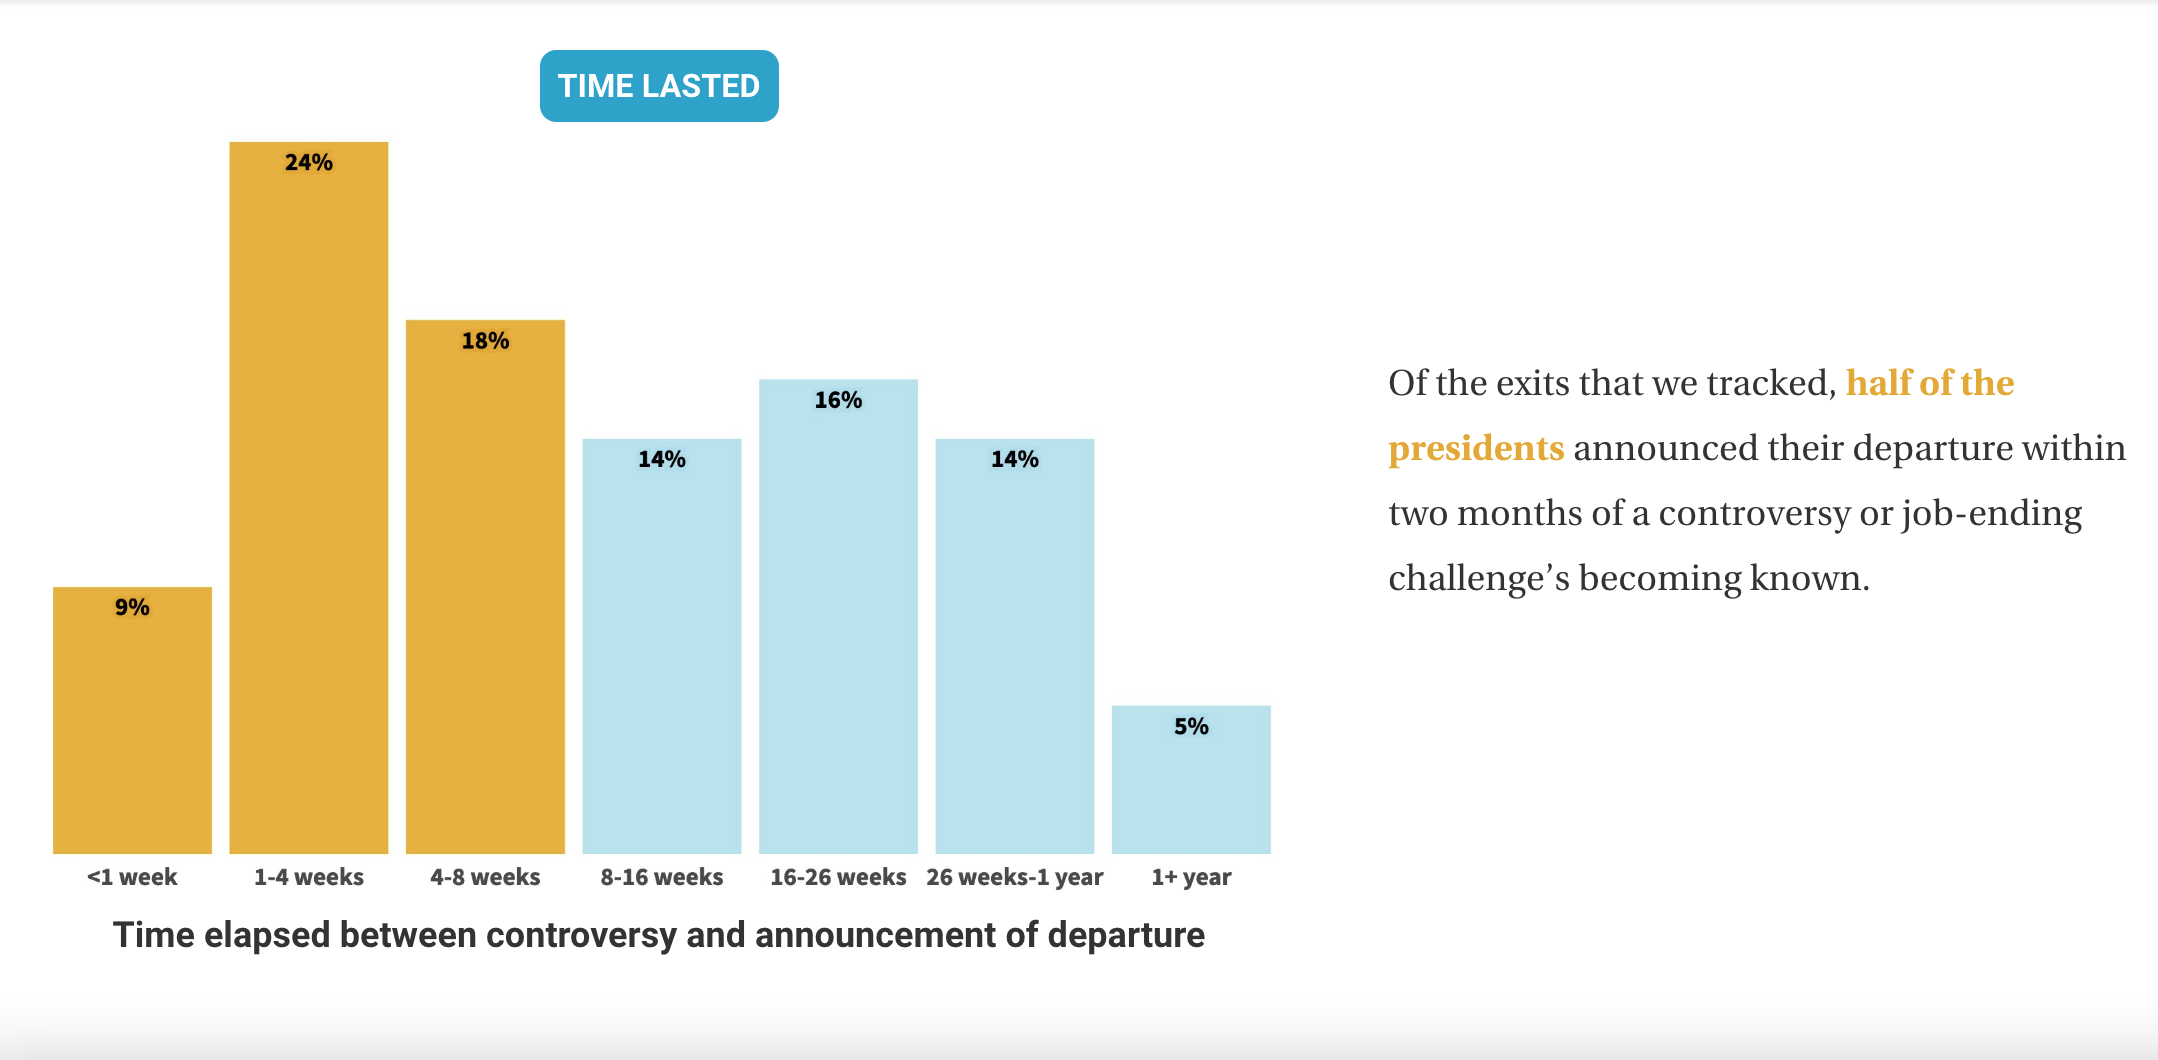 TIME LASTED
24%
18%
16%
14%
14%
9%
5%
<1 week
1-4 weeks
4-8 weeks
8-16 weeks
16-26 weeks
26 weeks-1 year
1+ year
Time elapsed between controversy and announcement of departure
Of the exits that we tracked, half of the
presidents announced their departure within
two months of a controversy or job-ending
challenge’s becoming known.